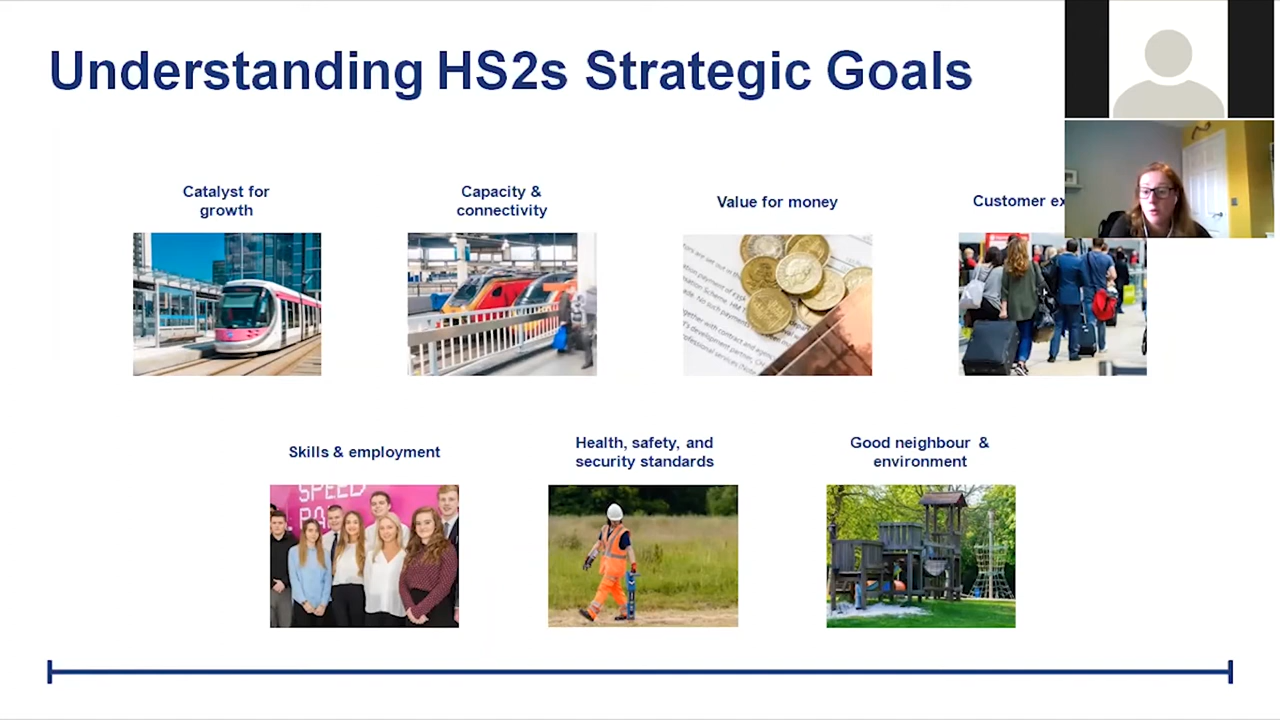 Understanding HS2s Strategic Goals
Catalyst for
growth
Capacity &
connectivity
Value for money
Customer
Skills & employment
Health, safety, and
security standards
Good neighbour &
environment
SPEED